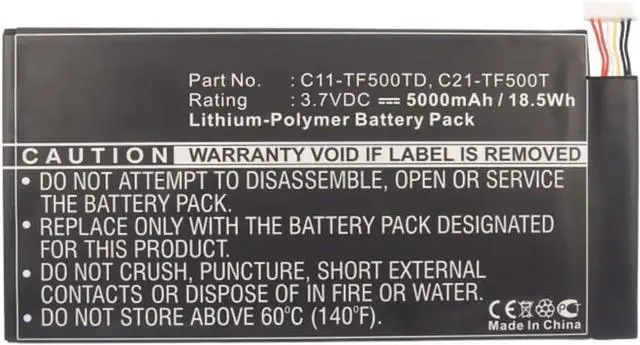 Part No. : C11-TF500TD, C21-TF500T
Rating : 3.7VDC ⎓ 5000mAh / 18.5Wh
Lithium-Polymer Battery Pack
CAUTION WARRANTY VOID IF LABEL IS REMOVED
• DO NOT ATTEMPT TO DISASSEMBLE, OPEN OR SERVICE
THE BATTERY PACK.
• REPLACE ONLY WITH THE BATTERY PACK DESIGNATED
FOR THIS PRODUCT.
• DO NOT CRUSH, PUNCTURE, SHORT EXTERNAL
CONTACTS OR DISPOSE OF IN FIRE OR WATER.
• DO NOT STORE ABOVE 60°C (140°F).
CE
Made In China